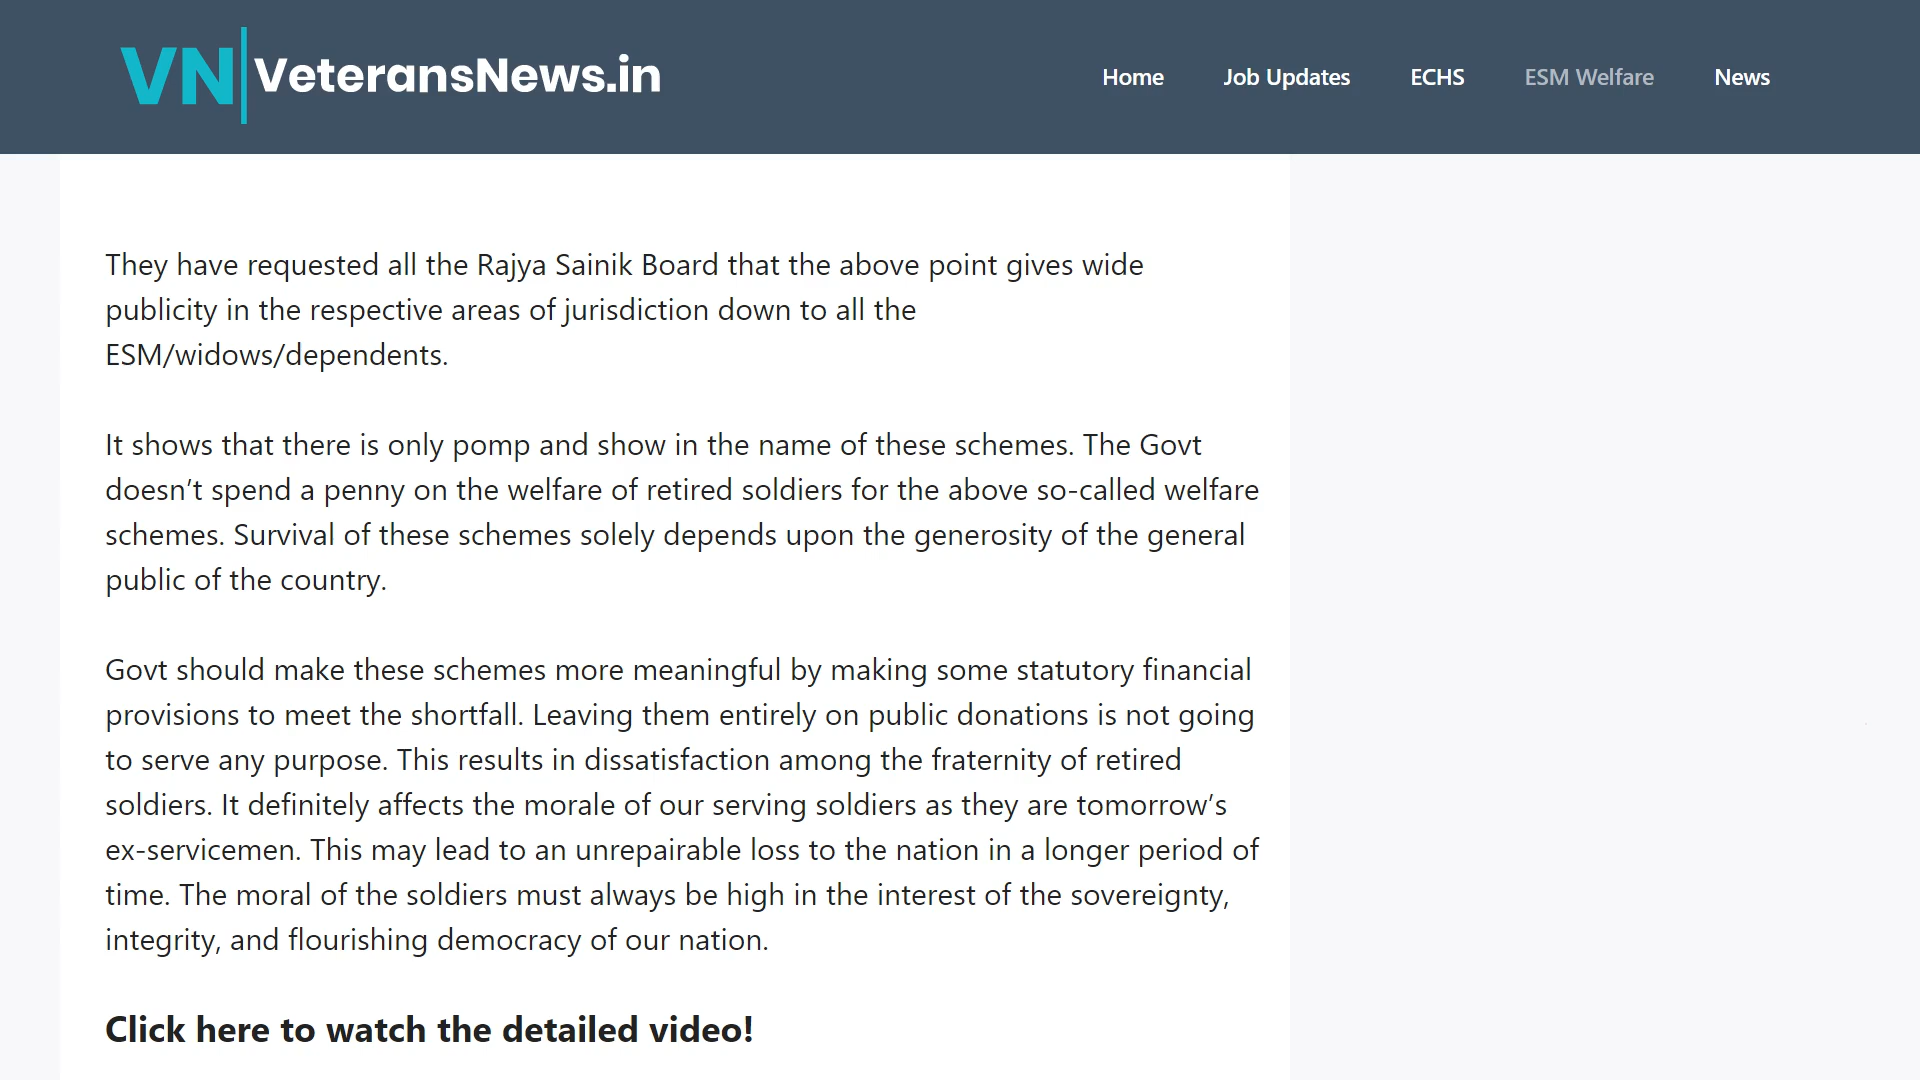 VN VeteransNews.in
Home Job Updates ECHS ESM Welfare News
They have requested all the Rajya Sainik Board that the above point gives wide
publicity in the respective areas of jurisdiction down to all the
ESM/widows/dependents.
It shows that there is only pomp and show in the name of these schemes. The Govt
doesn’t spend a penny on the welfare of retired soldiers for the above so-called welfare
schemes. Survival of these schemes solely depends upon the generosity of the general
public of the country.
Govt should make these schemes more meaningful by making some statutory financial
provisions to meet the shortfall. Leaving them entirely on public donations is not going
to serve any purpose. This results in dissatisfaction among the fraternity of retired
soldiers. It definitely affects the morale of our serving soldiers as they are tomorrow’s
ex-servicemen. This may lead to an unrepairable loss to the nation in a longer period of
time. The moral of the soldiers must always be high in the interest of the sovereignty,
integrity, and flourishing democracy of our nation.
Click here to watch the detailed video!